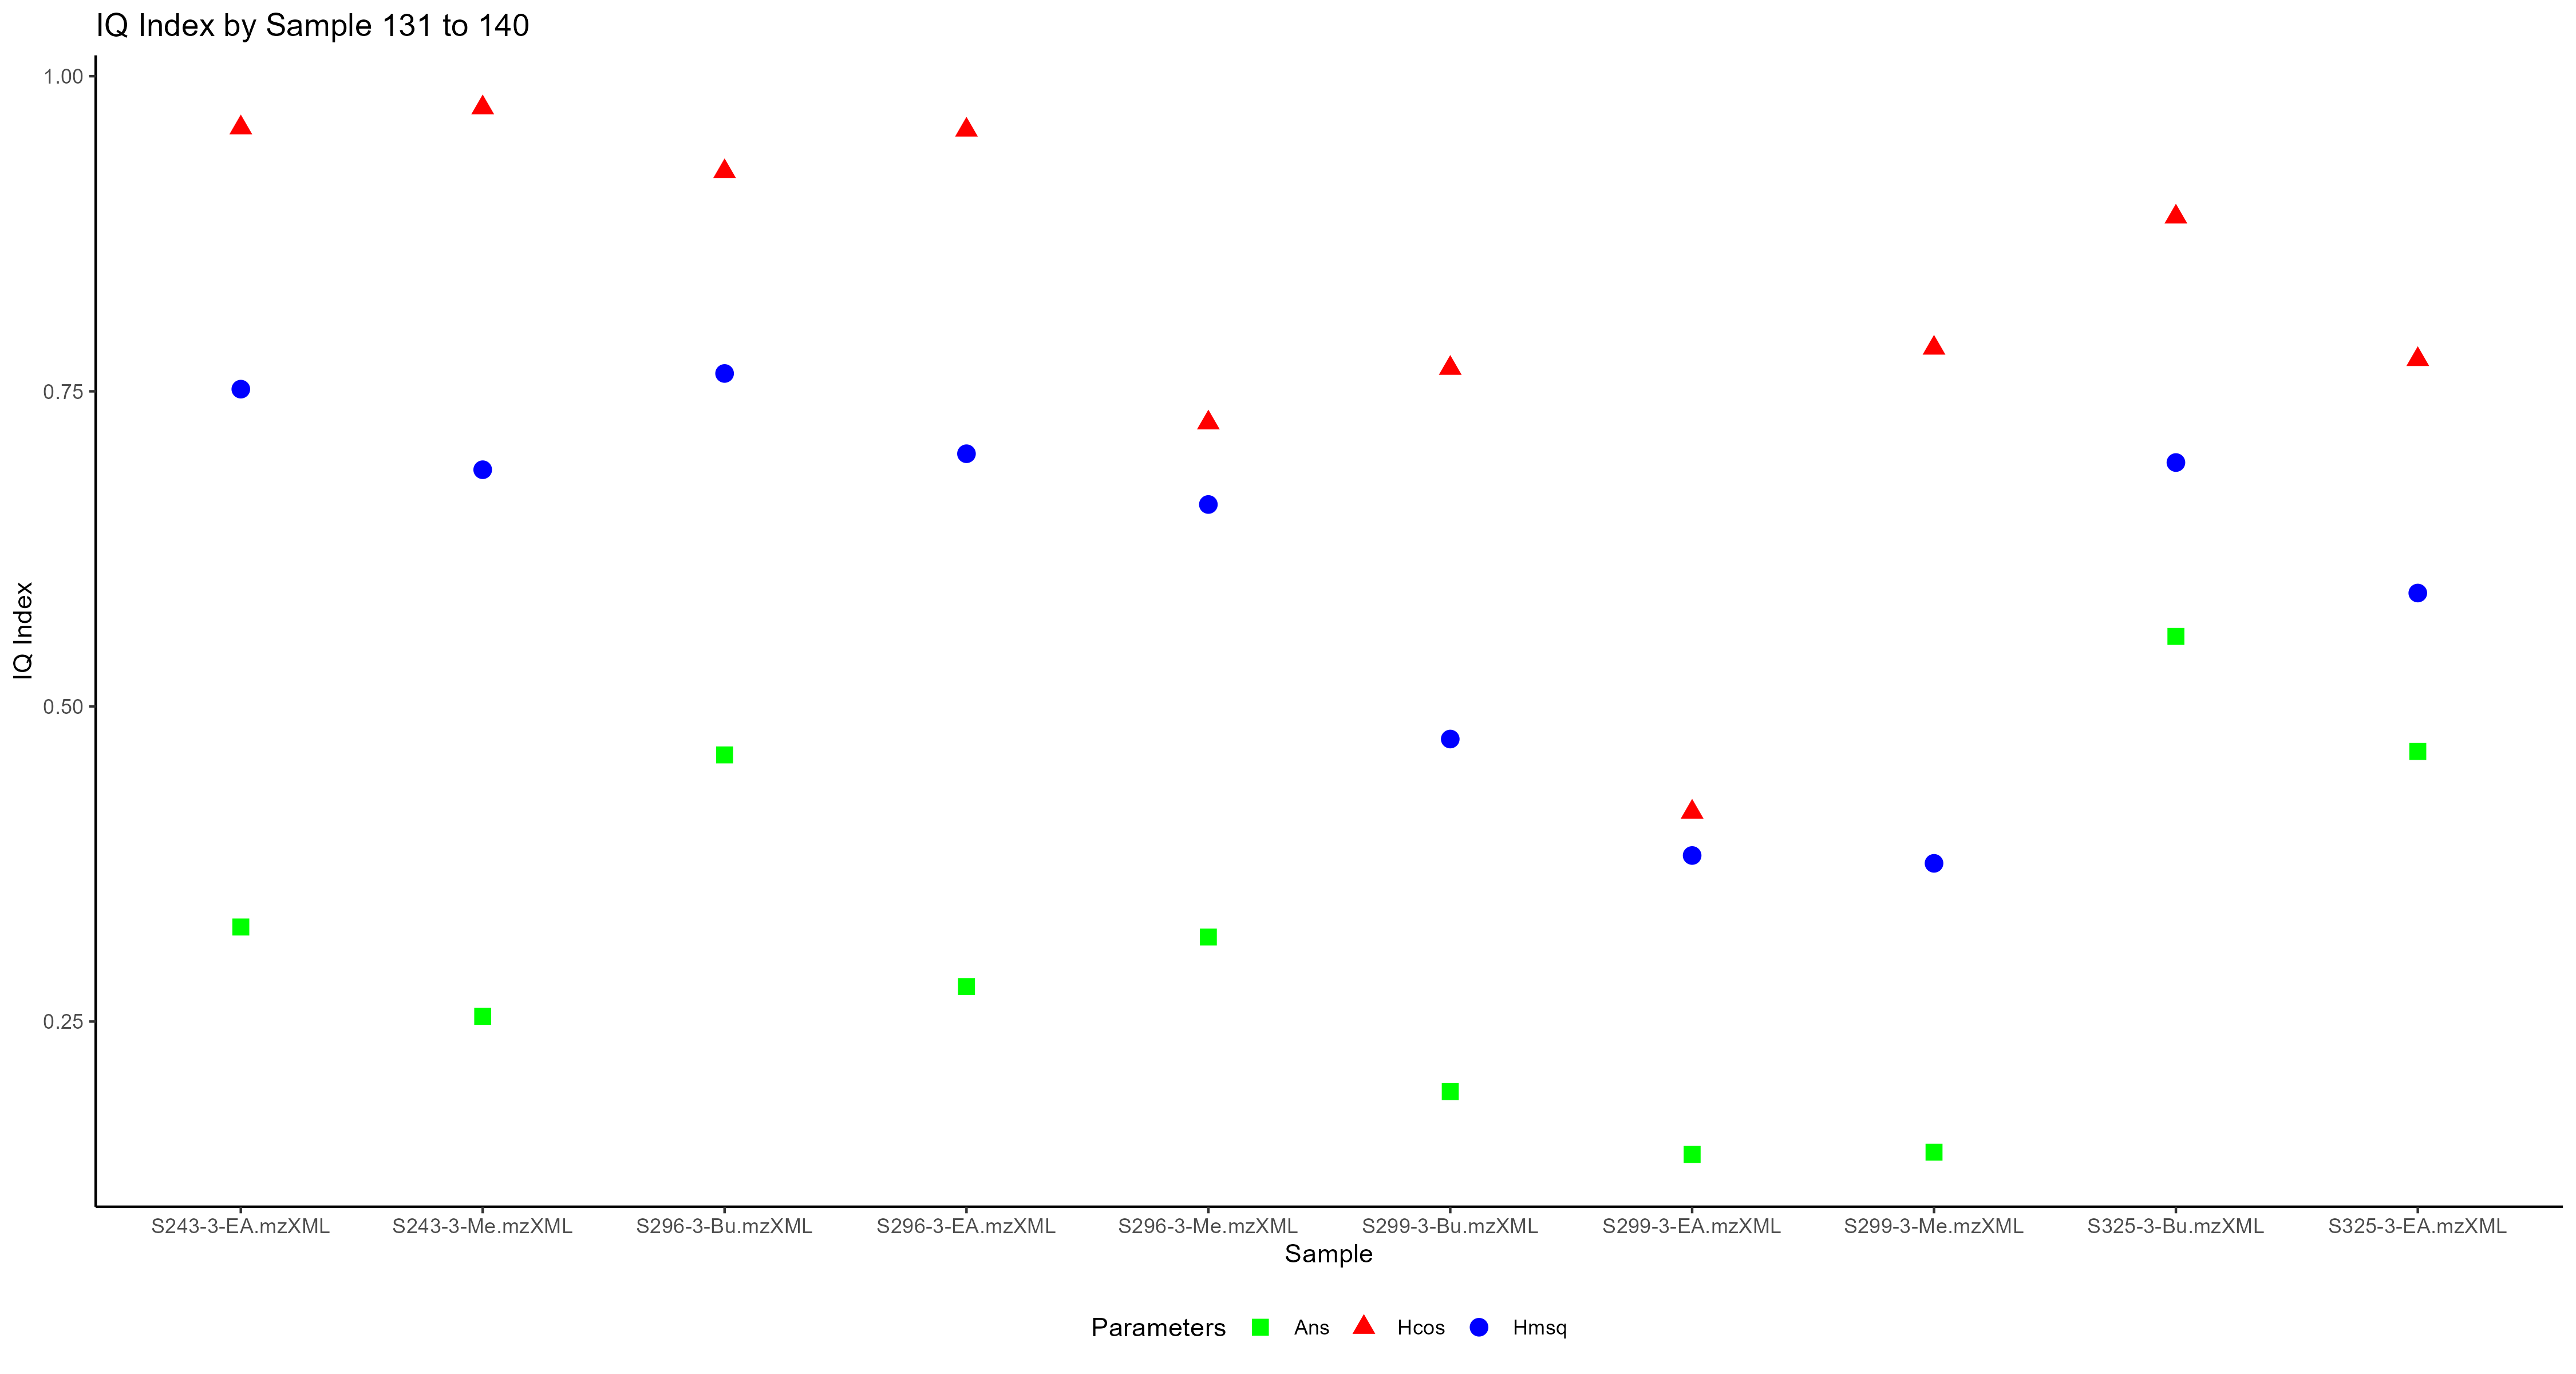 IQ Index by Sample 131 to 140
1.00
0.75
0.50
0.25
IQ Index
S243-3-EA.mzXML S243-3-Me.mzXML S296-3-Bu.mzXML S296-3-EA.mzXML S296-3-Me.mzXML S299-3-Bu.mzXML S299-3-EA.mzXML S299-3-Me.mzXML S325-3-Bu.mzXML S325-3-EA.mzXML
Sample
Parameters Ans Hcos Hmsq